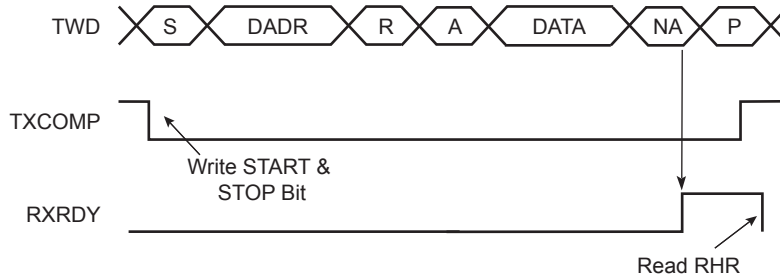 TWD S DADR R A DATA NA P
TXCOMP
Write START &
STOP Bit
RXRDY
Read RHR